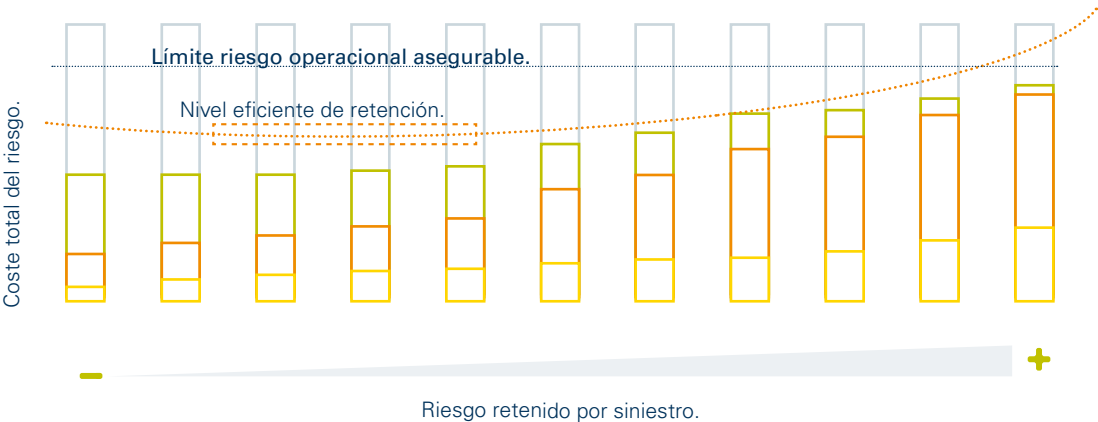 Límite riesgo operacional asegurable.
Nivel eficiente de retención.
Coste total del riesgo.
Riesgo retenido por siniestro.